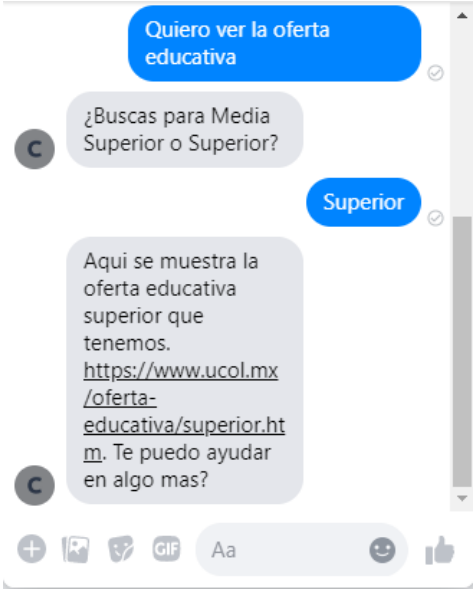 Quiero ver la oferta
educativa
¿Buscas para Media
Superior o Superior?
C
Superior
Aqui se muestra la
oferta educativa
superior que
tenemos.
https://www.ucol.mx
/oferta-
educativa/superior.ht
m. Te puedo ayudar
en algo mas?
C
GIF
Aa